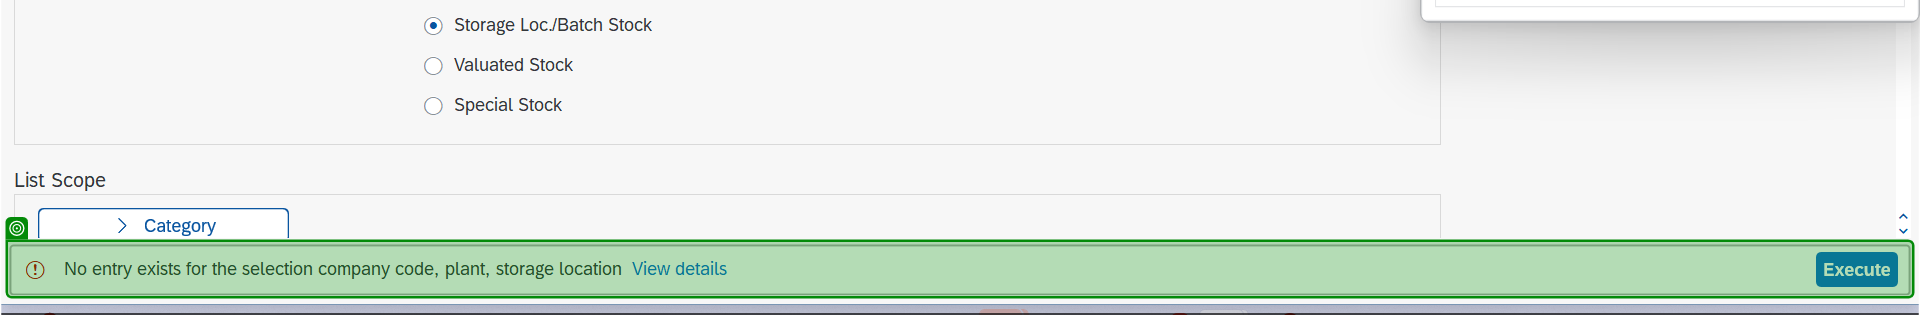 Storage Loc./Batch Stock
Valuated Stock
Special Stock
List Scope
Category
No entry exists for the selection company code, plant, storage location View details
Execute